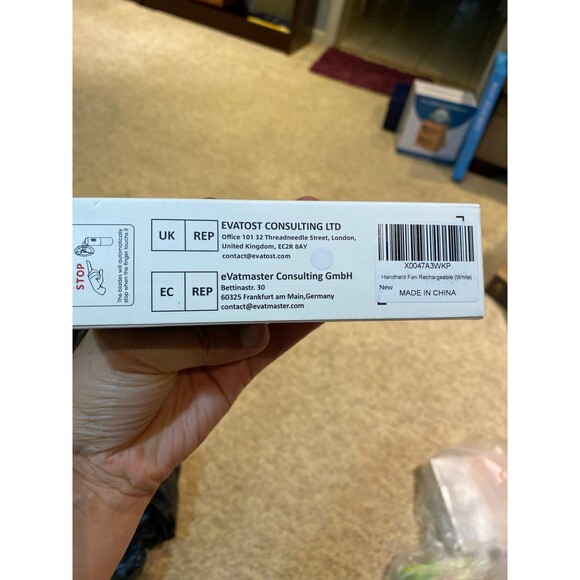 STOP
The blades will automatically
stop when the finger touches it
UK REP
EVATOST CONSULTING LTD
Office 101 32 Threadneedle Street, London,
United Kingdom, EC2R 8AY
contact@evatost.com
EC REP
eVatmaster Consulting GmbH
Bettinastr. 30
60325 Frankfurt am Main,Germany
contact@evatmaster.com
X0047A3WKP
Handheld Fan Rechargeable (White)
New
MADE IN CHINA